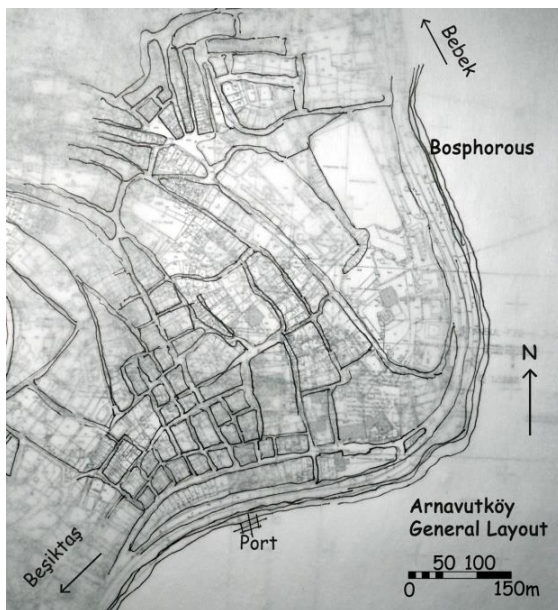 Bebek
Bosphorous
N
Arnavutköy
General Layout
50 100
0 150m
Port
Beşiktaş